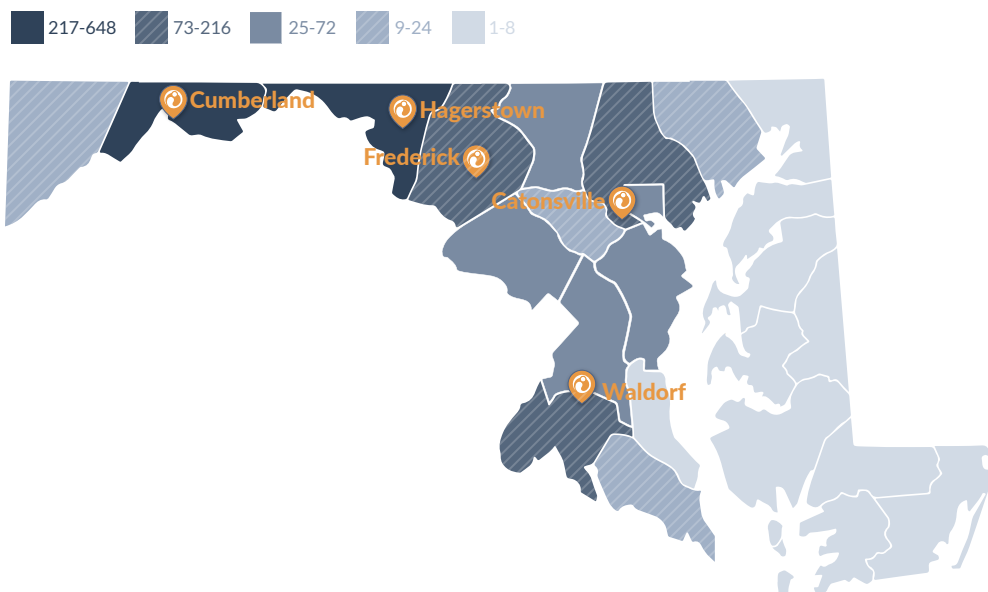 217-648 73-216 25-72 9-24 1-8
Cumberland
Hagerstown
Frederick
Catonsville
Waldorf